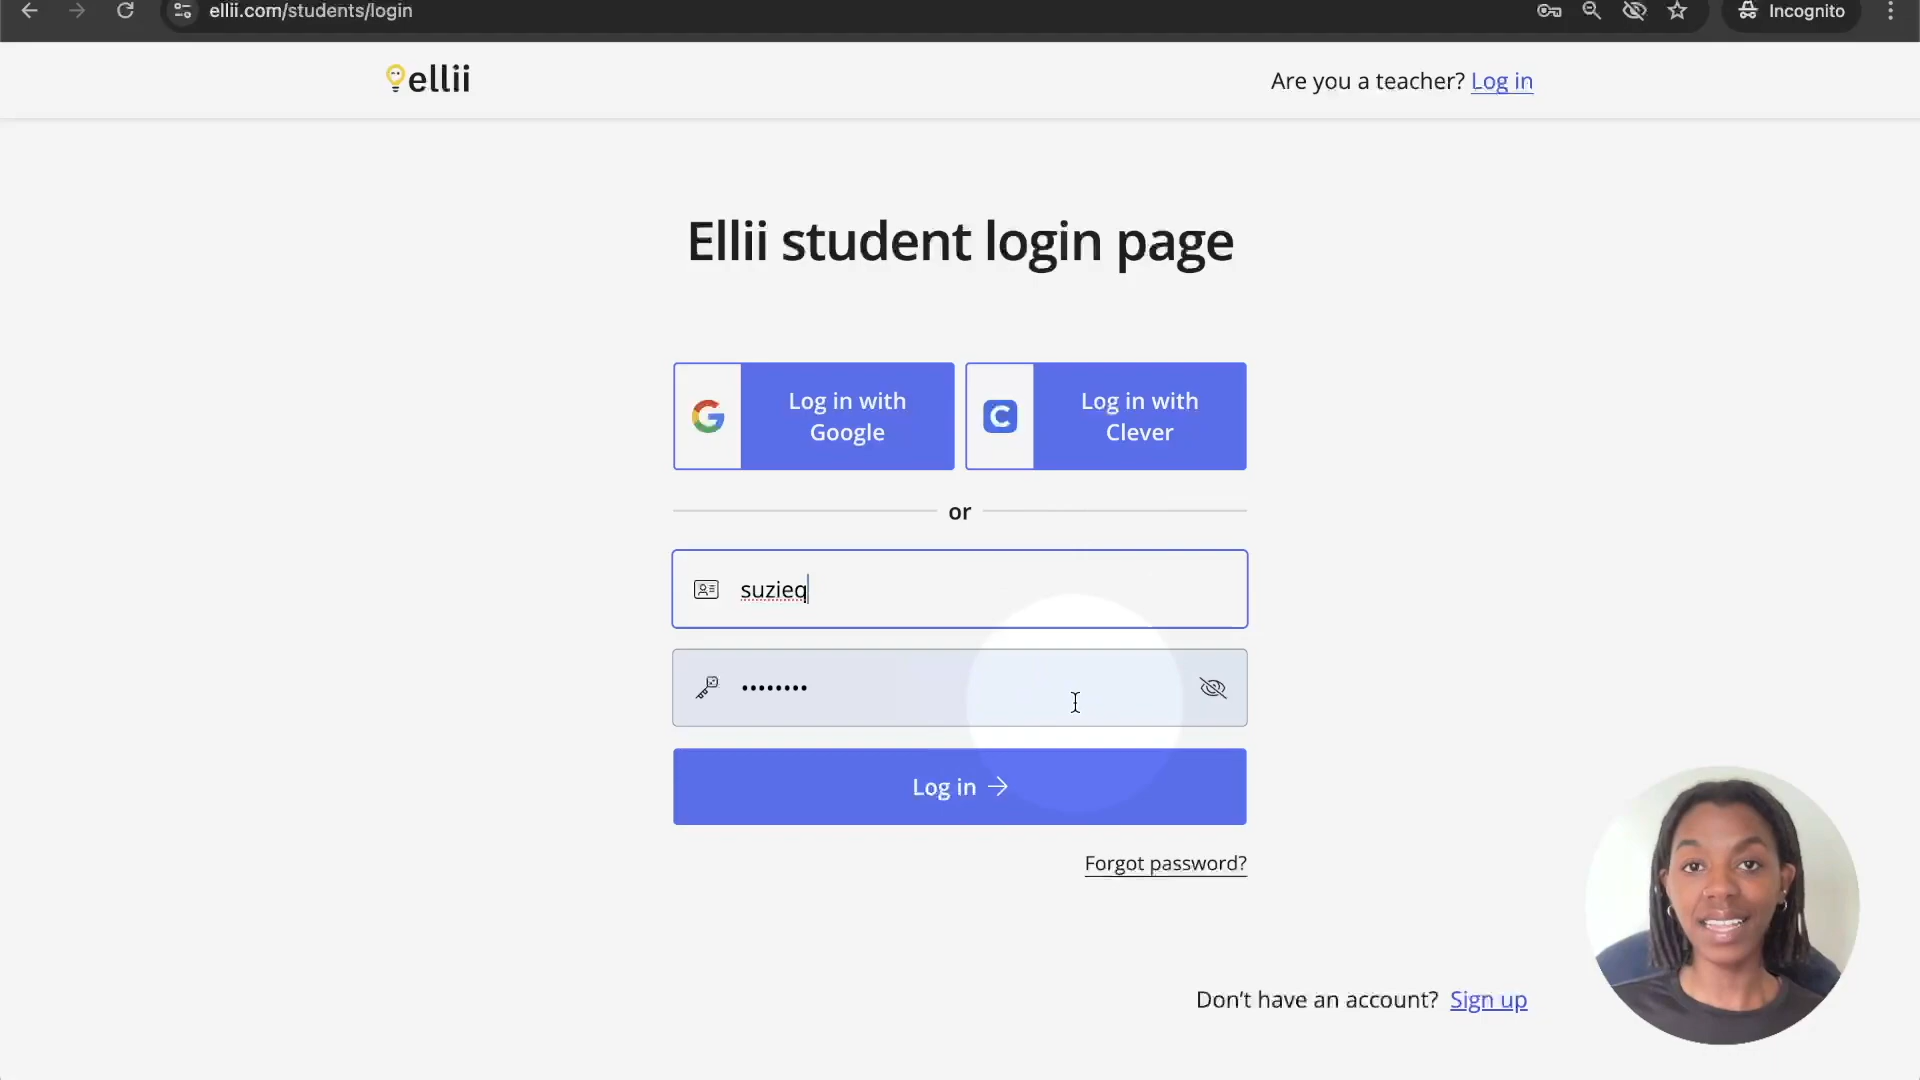 ellii.com/students/login
Incognito
ellii
Are you a teacher? Log in
Ellii student login page
Log in with
Google
Log in with
Clever
or
suzieq
••••••••
Log in →
Forgot password?
Don’t have an account? Sign up